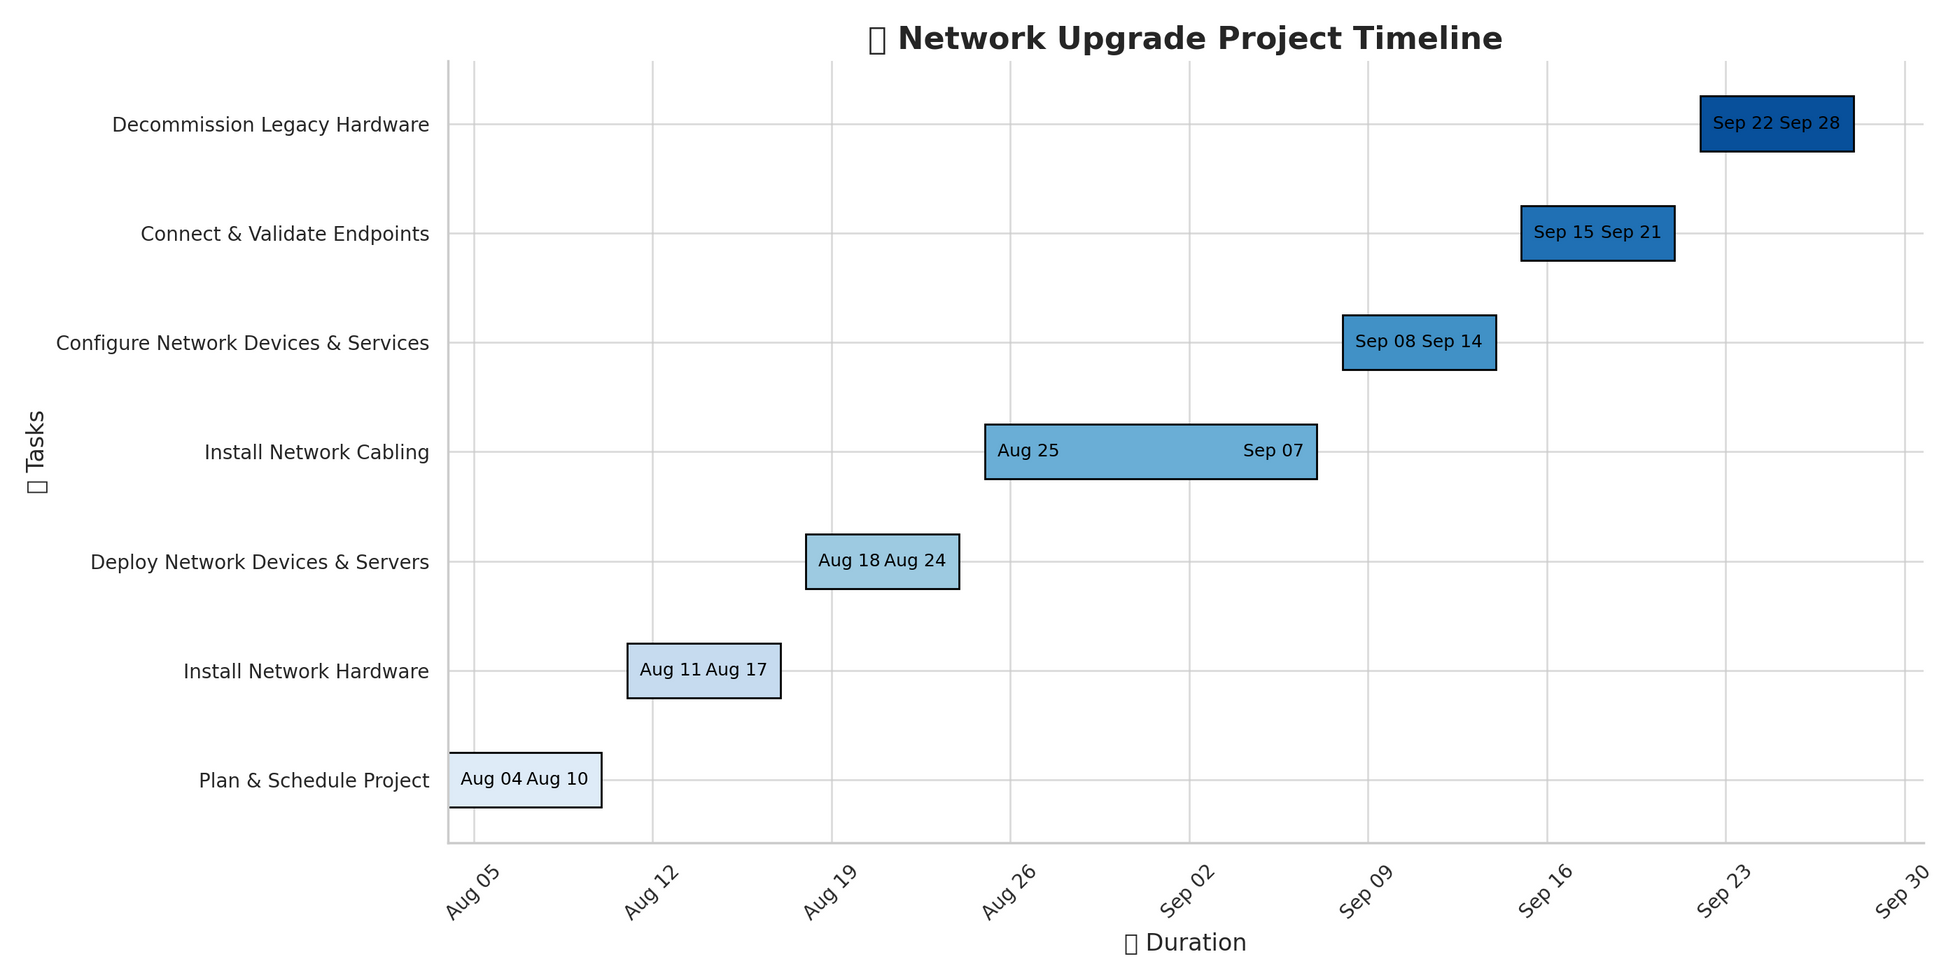 Network Upgrade Project Timeline
Tasks
Decommission Legacy Hardware
Sep 22 Sep 28
Connect & Validate Endpoints
Sep 15 Sep 21
Configure Network Devices & Services
Sep 08 Sep 14
Install Network Cabling
Aug 25 Sep 07
Deploy Network Devices & Servers
Aug 18 Aug 24
Install Network Hardware
Aug 11 Aug 17
Plan & Schedule Project
Aug 04 Aug 10
Aug 05 Aug 12 Aug 19 Aug 26 Sep 02 Sep 09 Sep 16 Sep 23 Sep 30
Duration